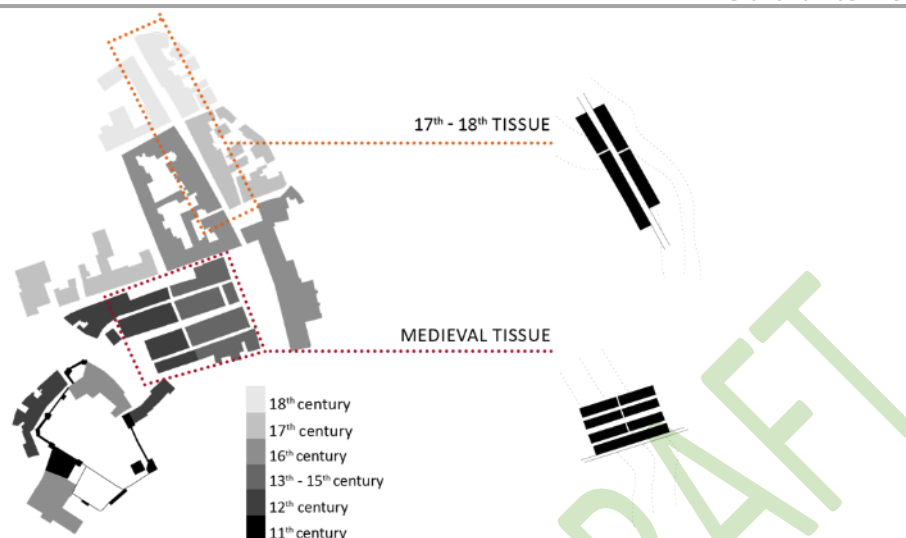 17th - 18th TISSUE
MEDIEVAL TISSUE
18th century
17th century
16th century
13th - 15th century
12th century
11th century
DRAFT